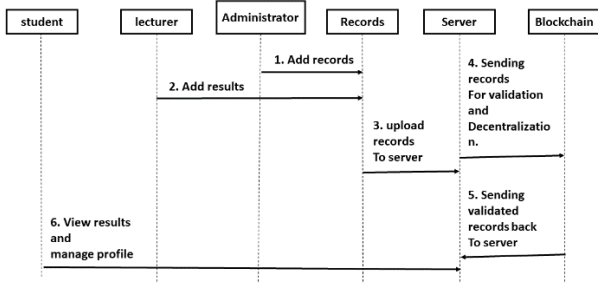 student
lecturer
Administrator
Records
Server
Blockchain
1. Add records
2. Add results
3. upload
records
To server
4. Sending
records
For validation
and
Decentralizatio
n.
5. Sending
validated
records back
To server
6. View results
and
manage profile